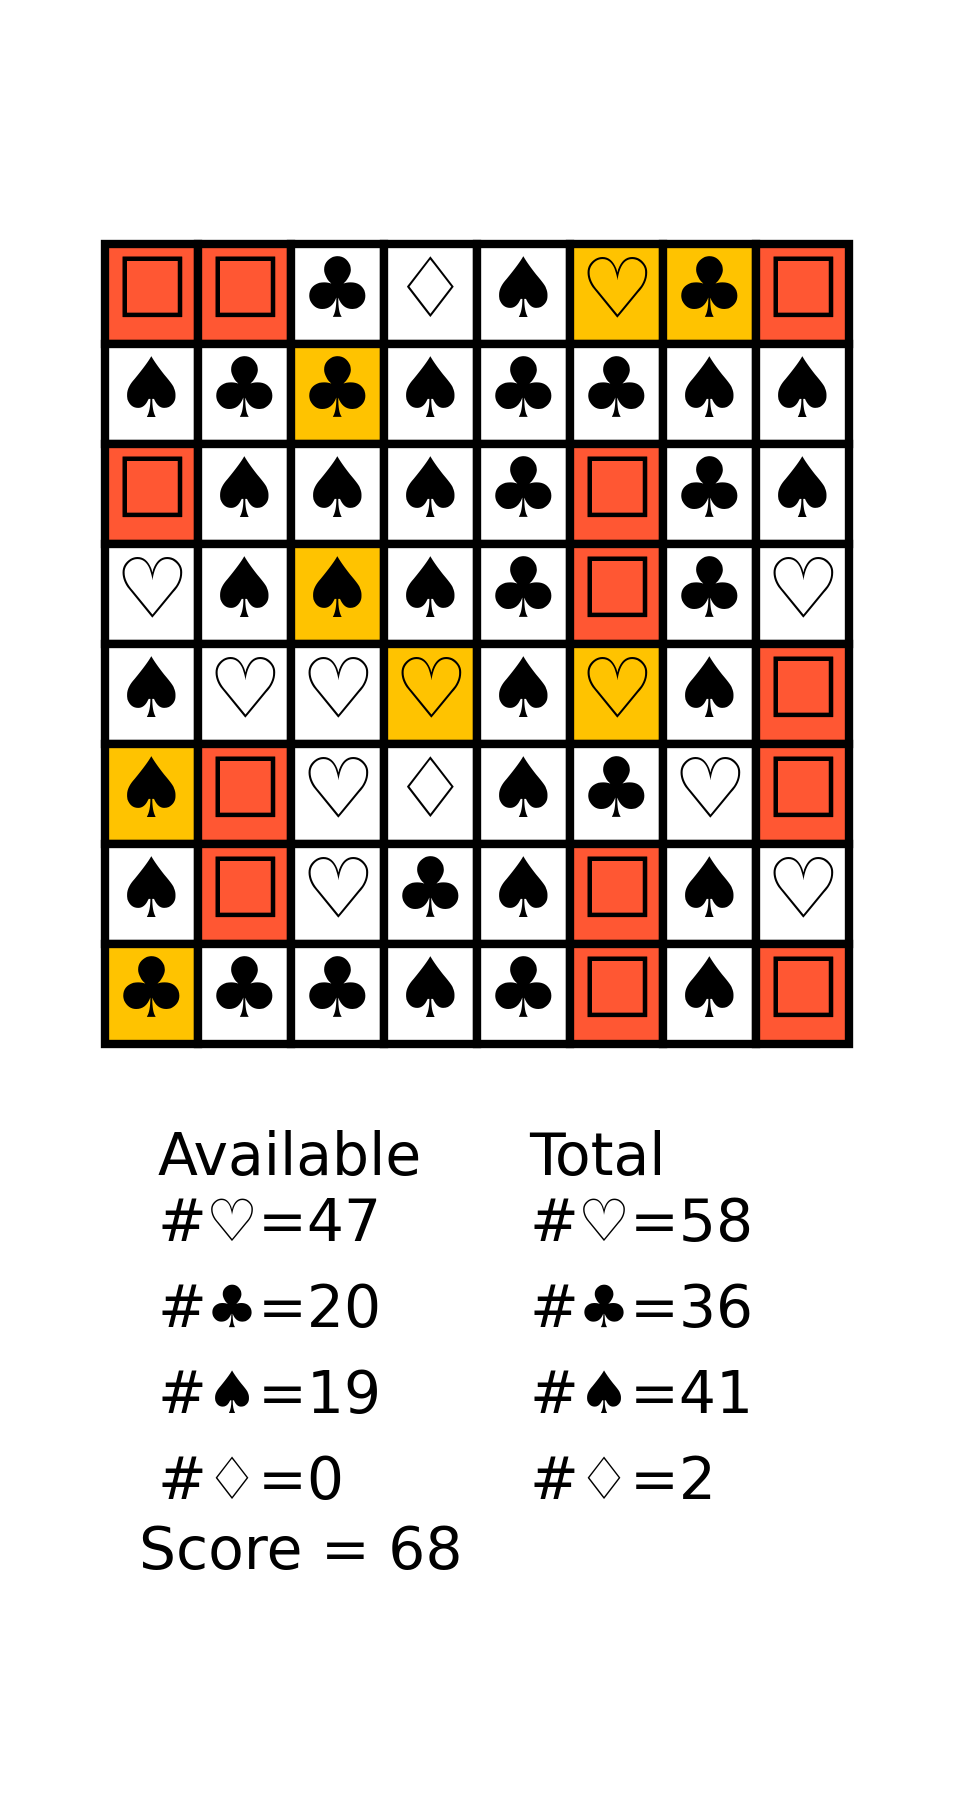 □ □ ♣ ♢ ♠ ♡ ♣ □
♠ ♣ ♣ ♠ ♣ ♣ ♠ ♠
□ ♠ ♠ ♠ ♣ □ ♣ ♠
♡ ♠ ♠ ♠ ♣ □ ♣ ♡
♠ ♡ ♡ ♡ ♠ ♡ ♠ □
♠ □ ♡ ♢ ♠ ♣ ♡ □
♠ □ ♡ ♣ ♠ □ ♠ ♡
♣ ♣ ♣ ♠ ♣ □ ♠ □
Available Total
#♡=47 #♡=58
#♣=20 #♣=36
#♠=19 #♠=41
#♢=0 #♢=2
Score = 68